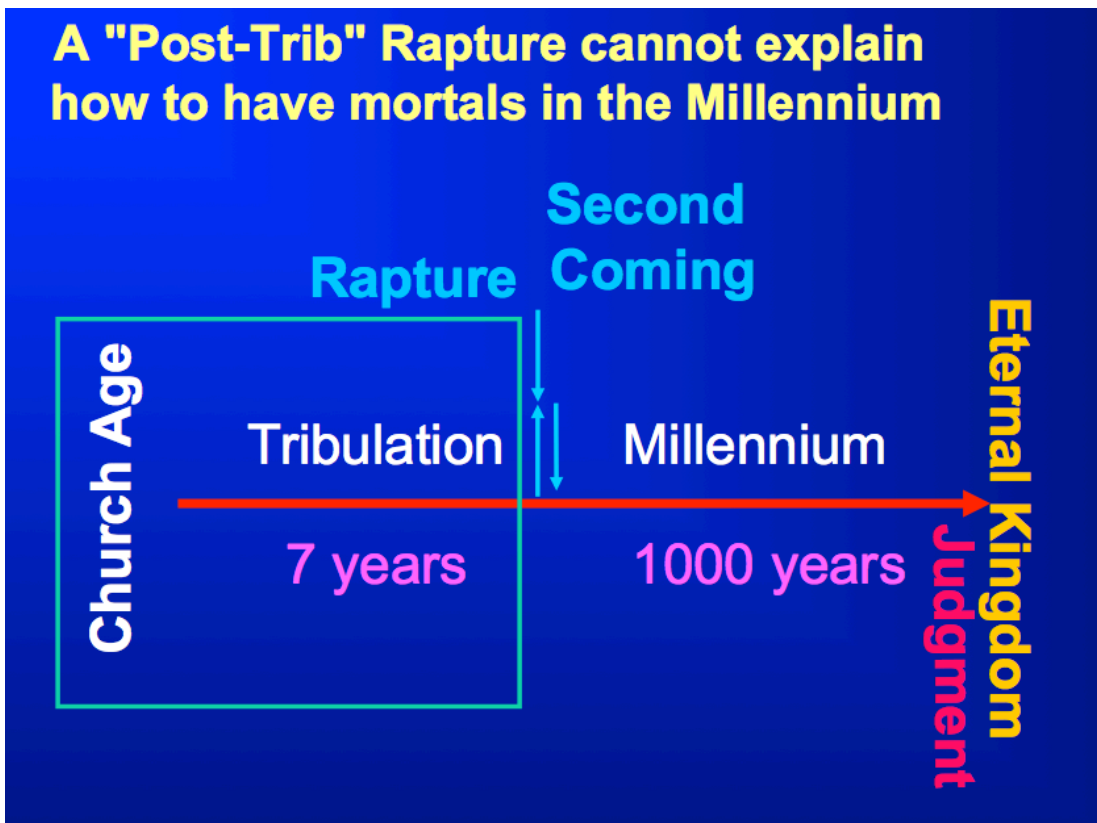 A "Post-Trib" Rapture cannot explain
how to have mortals in the Millennium
Second
Coming
Rapture
Church Age
Tribulation
Millennium
7 years
1000 years
Judgment
Eternal Kingdom